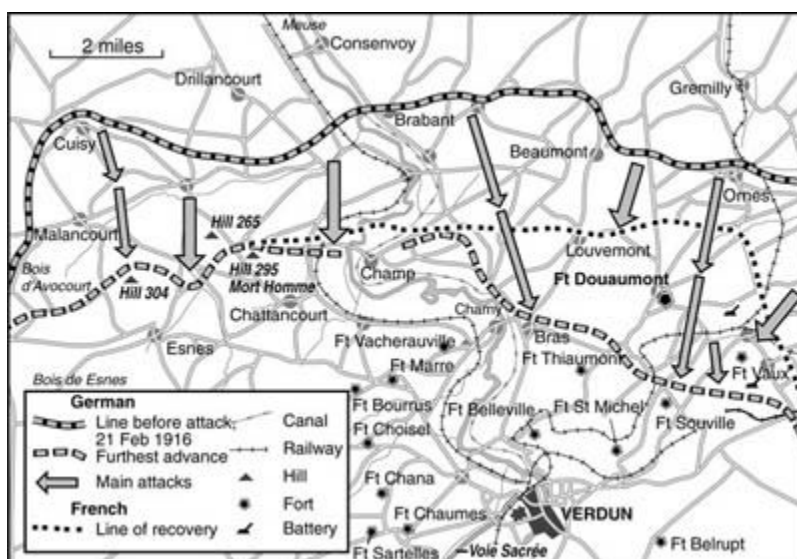 2 miles
Meuse
Consenvoy
Drillancourt
Gremilly
Brabant
Cuisy
Beaumont
Ornes
Malancourt
Hill 265
Louvemont
Bois
d'Avocourt
Hill 304
Hill 295
Mort Homme
Champ
Ft Douaumont
Chattancourt
Charny
Bras
Esnes
Ft Vacherauville
Ft Thiaumont
Ft Vaux
Ft Marre
Bois de Esnes
Ft Bourrus
Ft Belleville
Ft St Michel
Ft Choisel
Ft Souville
Ft Chana
Ft Chaumes
VERDUN
Ft Sartelles
Voie Sacrée
Ft Belrupt
German
Line before attack,
21 Feb 1916
Furthest advance
Main attacks
French
Line of recovery
Canal
Railway
Hill
Fort
Battery